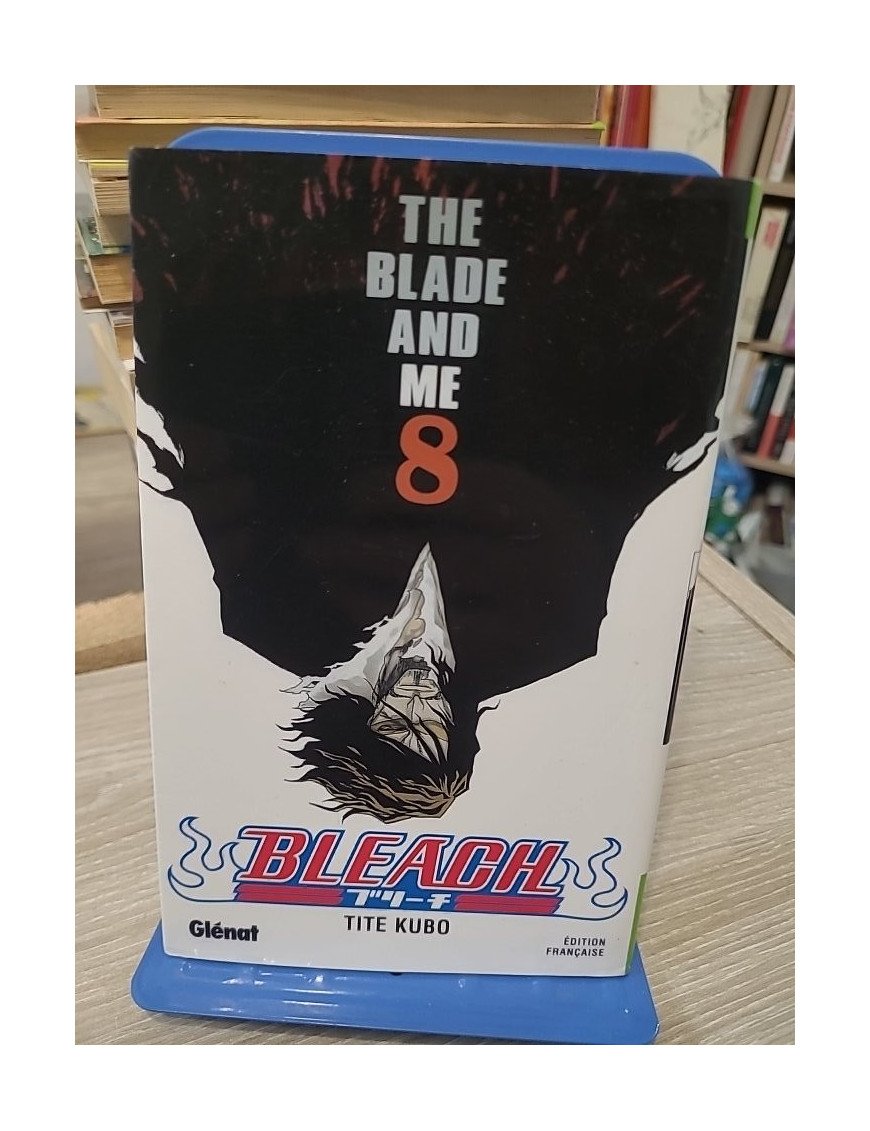 THE
BLADE
AND
ME
8
BLEACH
ブリーチ
TITE KUBO
Glénat
ÉDITION
FRANÇAISE